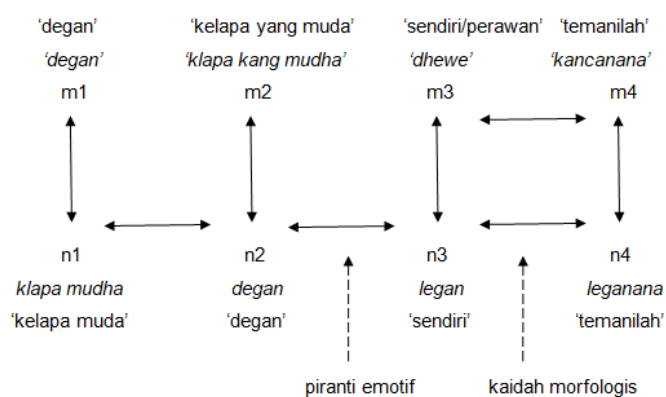 ‘degan’ ‘kelapa yang muda’ ‘sendiri/perawan’ ‘temanilah’
‘degan’ ‘klapa kang mudha’ ‘dhewe’ ‘kancanana’
m1 m2 m3 m4
n1 n2 n3 n4
klapa mudha degan legan leganana
‘kelapa muda’ ‘degan’ ‘sendiri’ ‘temanilah’
piranti emotif kaidah morfologis